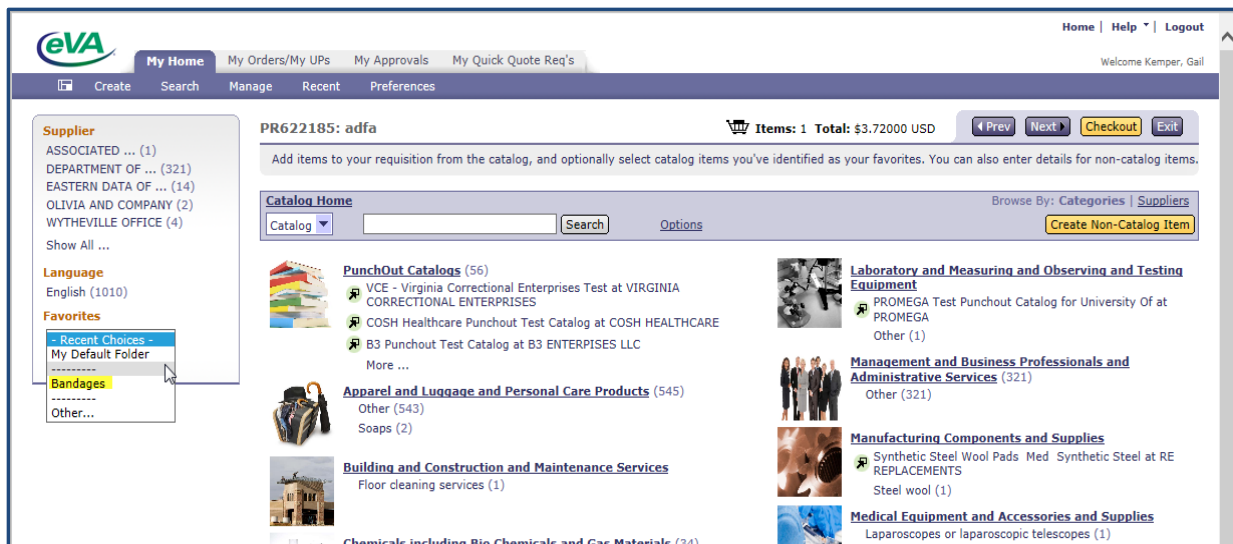 Home | Help | Logout
eVA
My Home My Orders/My UPs My Approvals My Quick Quote Req's
Welcome Kemper, Gail
Create Search Manage Recent Preferences
Supplier
ASSOCIATED ... (1)
DEPARTMENT OF ... (321)
EASTERN DATA OF ... (14)
OLIVIA AND COMPANY (2)
WYTHEVILLE OFFICE (4)
Show All ...
Language
English (1010)
Favorites
- Recent Choices -
My Default Folder
---------
Bandages
---------
Other...
PR622185: adfa
Items: 1 Total: $3.72000 USD
Prev Next Checkout Exit
Add items to your requisition from the catalog, and optionally select catalog items you've identified as your favorites. You can also enter details for non-catalog items.
Catalog Home
Browse By: Categories | Suppliers
Catalog Search Options Create Non-Catalog Item
PunchOut Catalogs (56)
VCE - Virginia Correctional Enterprises Test at VIRGINIA
CORRECTIONAL ENTERPRISES
COSH Healthcare Punchout Test Catalog at COSH HEALTHCARE
B3 Punchout Test Catalog at B3 ENTERPRISES LLC
More ...
Apparel and Luggage and Personal Care Products (545)
Other (543)
Soaps (2)
Building and Construction and Maintenance Services
Floor cleaning services (1)
Chemicals including Bio Chemicals and Gas Materials (34)
Laboratory and Measuring and Observing and Testing
Equipment
PROMEGA Test Punchout Catalog for University Of at
PROMEGA
Other (1)
Management and Business Professionals and
Administrative Services (321)
Other (321)
Manufacturing Components and Supplies
Synthetic Steel Wool Pads Med Synthetic Steel at RE
REPLACEMENTS
Steel wool (1)
Medical Equipment and Accessories and Supplies
Laparoscopes or laparoscopic telescopes (1)